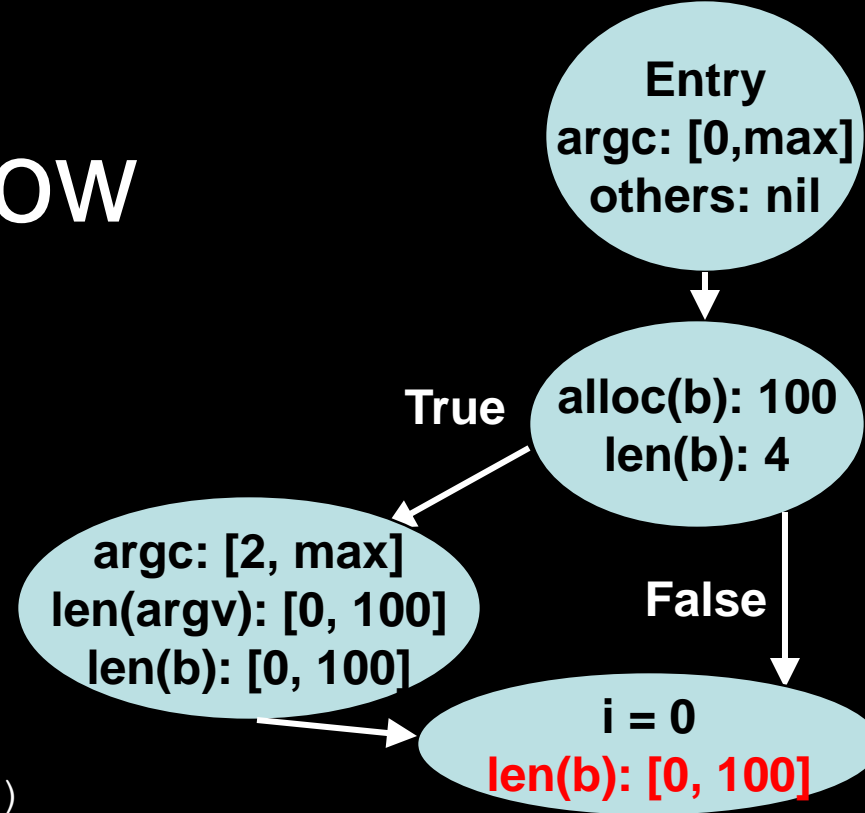 ow
Entry
argc: [0,max]
others: nil
alloc(b): 100
len(b): 4
True
argc: [2, max]
len(argv): [0, 100]
len(b): [0, 100]
False
i = 0
len(b): [0, 100]
)